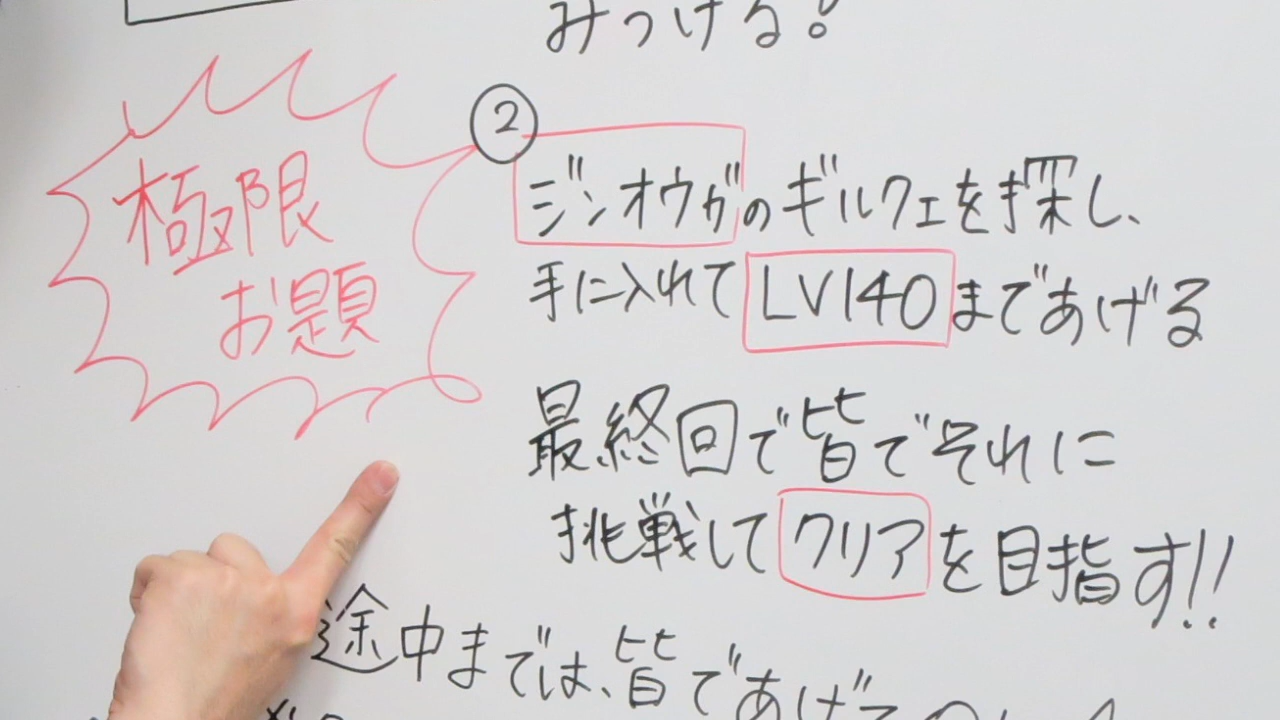 みつける!
極限
お題
②
ジンオウガのギルクエを探し、
手に入れて LV140 まであげる
最終回で皆でそれに
挑戦して クリア を目指す!!
途中までは、皆であげて